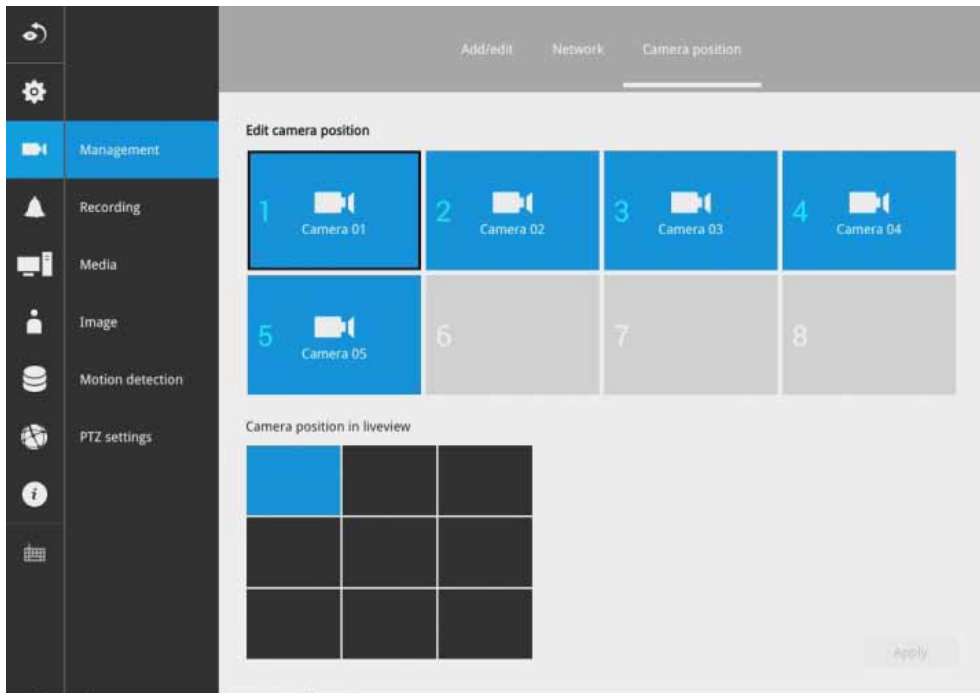 Add/edit Network Camera position
Management
Recording
Media
Image
Motion detection
PTZ settings
Edit camera position
1 Camera 01
2 Camera 02
3 Camera 03
4 Camera 04
5 Camera 05
6
7
8
Camera position in liveview
Apply